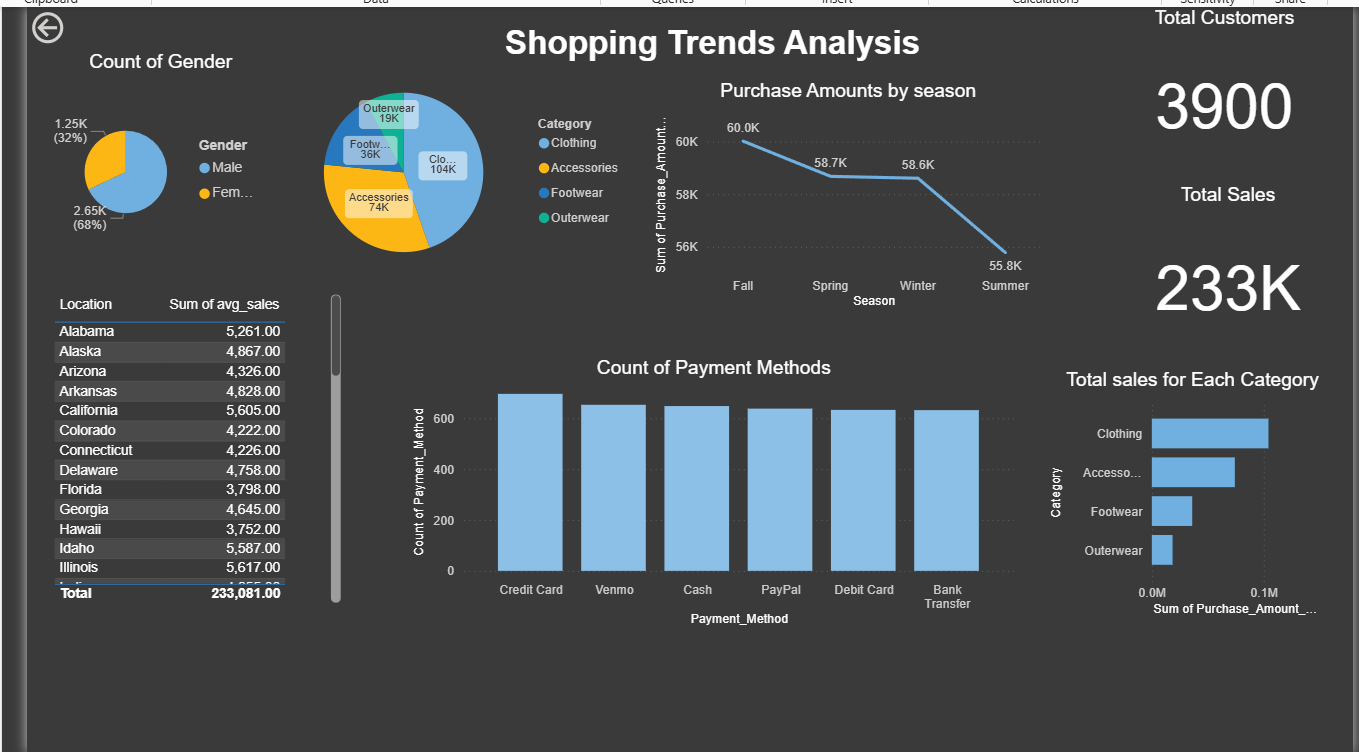 Clipboard
Data
Queries
Insert
Calculations
Sensitivity
Share
Shopping Trends Analysis
Total Customers
3900
Total Sales
233K
Count of Gender
1.25K
(32%)
2.65K
(68%)
Gender
Male
Fem...
Outerwear
19K
Footw...
36K
Clo...
104K
Accessories
74K
Category
Clothing
Accessories
Footwear
Outerwear
Purchase Amounts by season
Sum of Purchase_Amount...
60K
58K
56K
60.0K
58.7K
58.6K
55.8K
Fall
Spring
Winter
Summer
Season
Location Sum of avg_sales
Alabama 5,261.00
Alaska 4,867.00
Arizona 4,326.00
Arkansas 4,828.00
California 5,605.00
Colorado 4,222.00
Connecticut 4,226.00
Delaware 4,758.00
Florida 3,798.00
Georgia 4,645.00
Hawaii 3,752.00
Idaho 5,587.00
Illinois 5,617.00
Total 233,081.00
Count of Payment Methods
Count of Payment_Method
600
400
200
0
Credit Card
Venmo
Cash
PayPal
Debit Card
Bank
Transfer
Payment_Method
Total sales for Each Category
Category
Clothing
Accesso...
Footwear
Outerwear
0.0M
0.1M
Sum of Purchase_Amount_...